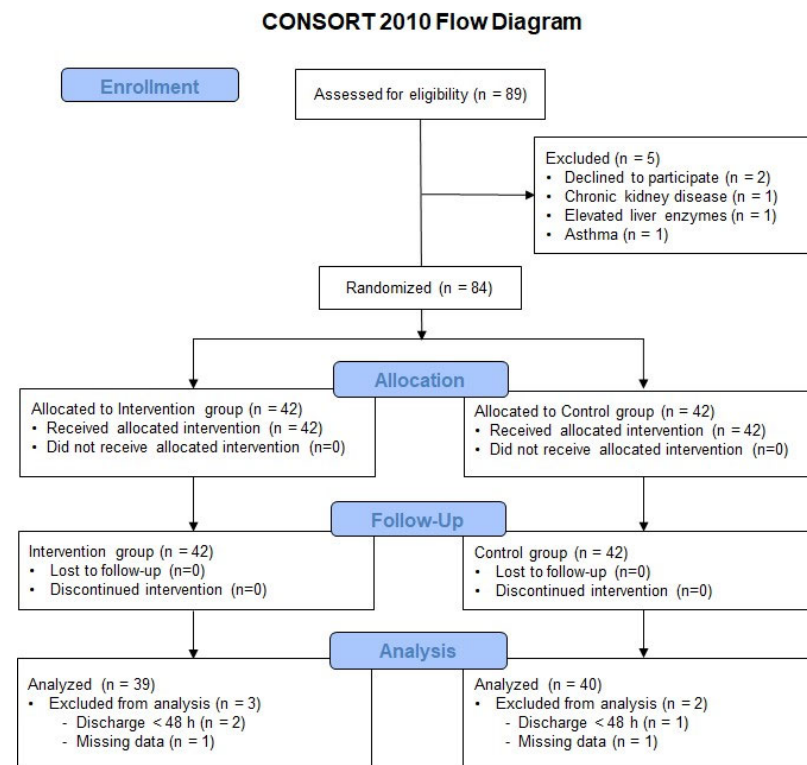 CONSORT 2010 Flow Diagram
Enrollment
Assessed for eligibility (n = 89)
Excluded (n = 5)
• Declined to participate (n = 2)
• Chronic kidney disease (n = 1)
• Elevated liver enzymes (n = 1)
• Asthma (n = 1)
Randomized (n = 84)
Allocation
Allocated to Intervention group (n = 42)
• Received allocated intervention (n = 42)
• Did not receive allocated intervention (n=0)
Allocated to Control group (n = 42)
• Received allocated intervention (n = 42)
• Did not receive allocated intervention (n=0)
Follow-Up
Intervention group (n = 42)
• Lost to follow-up (n=0)
• Discontinued intervention (n=0)
Control group (n = 42)
• Lost to follow-up (n=0)
• Discontinued intervention (n=0)
Analysis
Analyzed (n = 39)
• Excluded from analysis (n = 3)
- Discharge < 48 h (n = 2)
- Missing data (n = 1)
Analyzed (n = 40)
• Excluded from analysis (n = 2)
- Discharge < 48 h (n = 1)
- Missing data (n = 1)